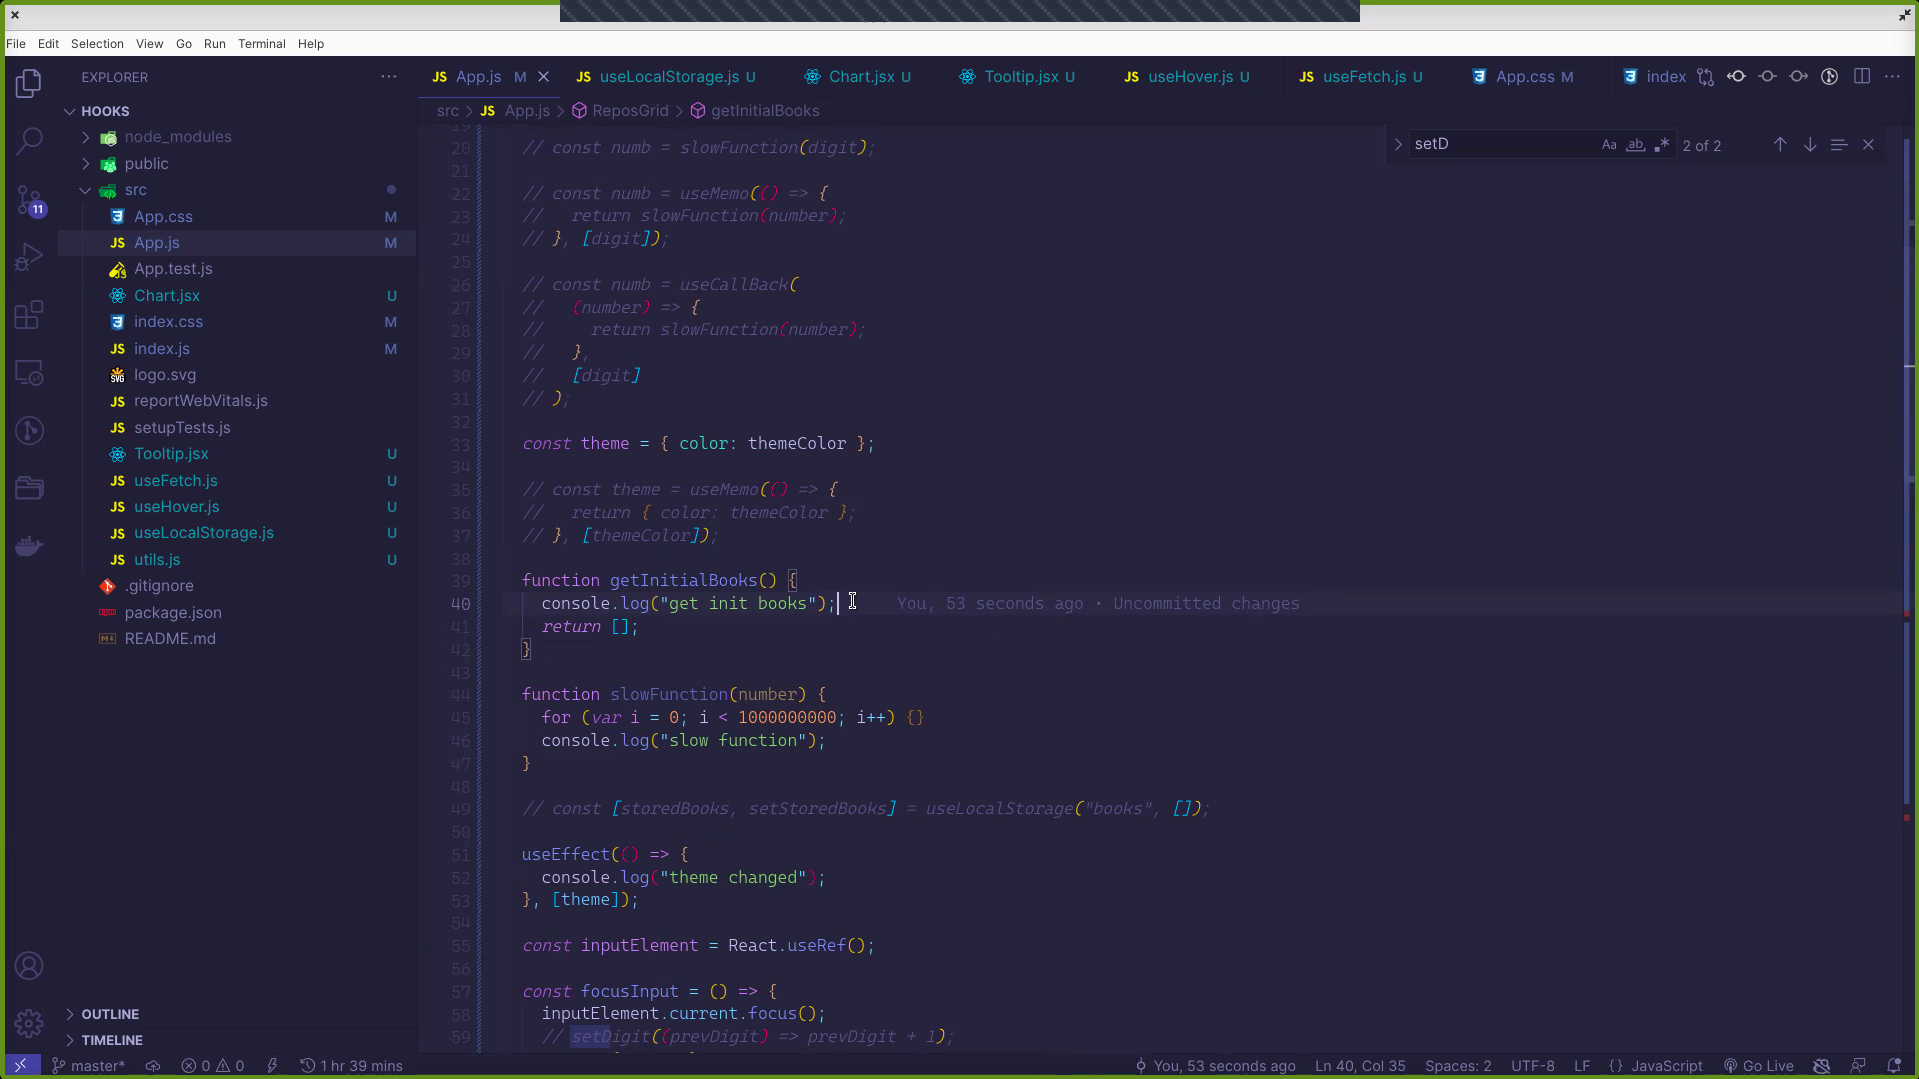 File Edit Selection View Go Run Terminal Help
EXPLORER
HOOKS
node_modules
public
src
App.css M
App.js M
App.test.js
Chart.jsx U
index.css M
index.js M
logo.svg
reportWebVitals.js
setupTests.js
Tooltip.jsx U
useFetch.js U
useHover.js U
useLocalStorage.js U
utils.js U
.gitignore
package.json
README.md
OUTLINE
TIMELINE
11
JS App.js M JS useLocalStorage.js U Chart.jsx U Tooltip.jsx U JS useHover.js U JS useFetch.js U App.css M JS index
src > JS App.js > ReposGrid > getInitialBooks
setD Aa ab 2 of 2
19
20 // const numb = slowFunction(digit);
21
22 // const numb = useMemo(() => {
23 //   return slowFunction(number);
24 // }, [digit]);
25
26 // const numb = useCallBack(
27 //   (number) => {
28 //     return slowFunction(number);
29 //   },
30 //   [digit]
31 // );
32
33 const theme = { color: themeColor };
34
35 // const theme = useMemo(() => {
36 //   return { color: themeColor };
37 // }, [themeColor]);
38
39 function getInitialBooks() {
40   console.log("get init books"); You, 53 seconds ago • Uncommitted changes
41   return [];
42 }
43
44 function slowFunction(number) {
45   for (var i = 0; i < 1000000000; i++) {}
46   console.log("slow function");
47 }
48
49 // const [storedBooks, setStoredBooks] = useLocalStorage("books", []);
50
51 useEffect(() => {
52   console.log("theme changed");
53 }, [theme]);
54
55 const inputElement = React.useRef();
56
57 const focusInput = () => {
58   inputElement.current.focus();
59   // setDigit((prevDigit) => prevDigit + 1);
master* 0 0 1 hr 39 mins You, 53 seconds ago Ln 40, Col 35 Spaces: 2 UTF-8 LF {} JavaScript Go Live